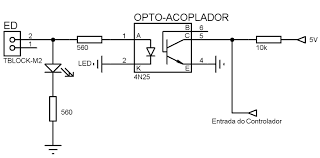 OPTO-ACOPLADOR
ED
2
1
TBLOCK-M2
560
1
A
B
6
C
5
10k
5V
LED
2
K
E
4
4N25
560
Entrada do Controlador